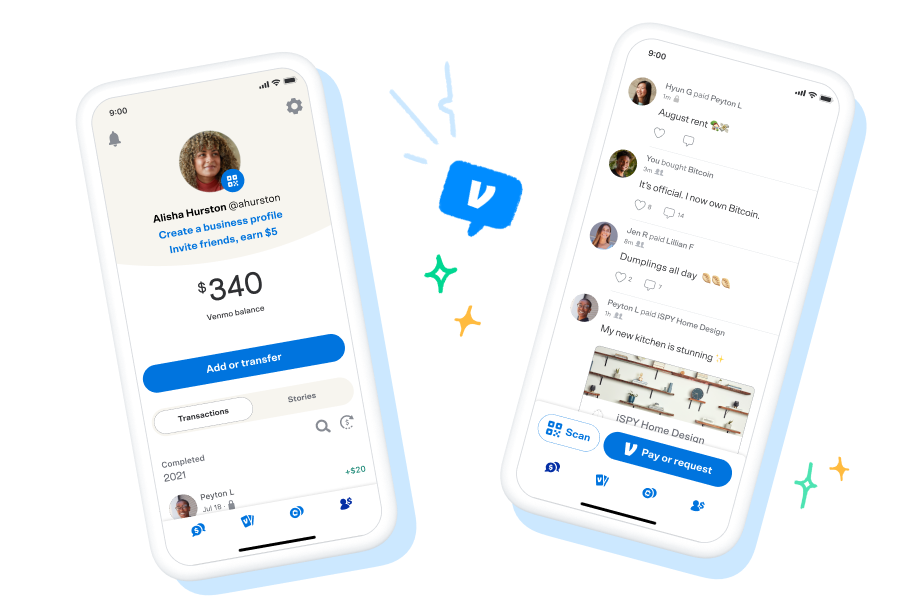 9:00
Alisha Hurston @ahurston
Create a business profile
Invite friends, earn $5
$340
Venmo balance
Add or transfer
Transactions
Stories
Completed
2021
Peyton L
+$20
Jul 18 ·
9:00
Hyun G paid Peyton L
1m
August rent
You bought Bitcoin
3m
It's official. I now own Bitcoin.
8 14
Jen R paid Lillian F
8m
Dumplings all day
2 7
Peyton L paid iSPY Home Design
1h
My new kitchen is stunning
iSPY Home Design
Scan
Pay or request